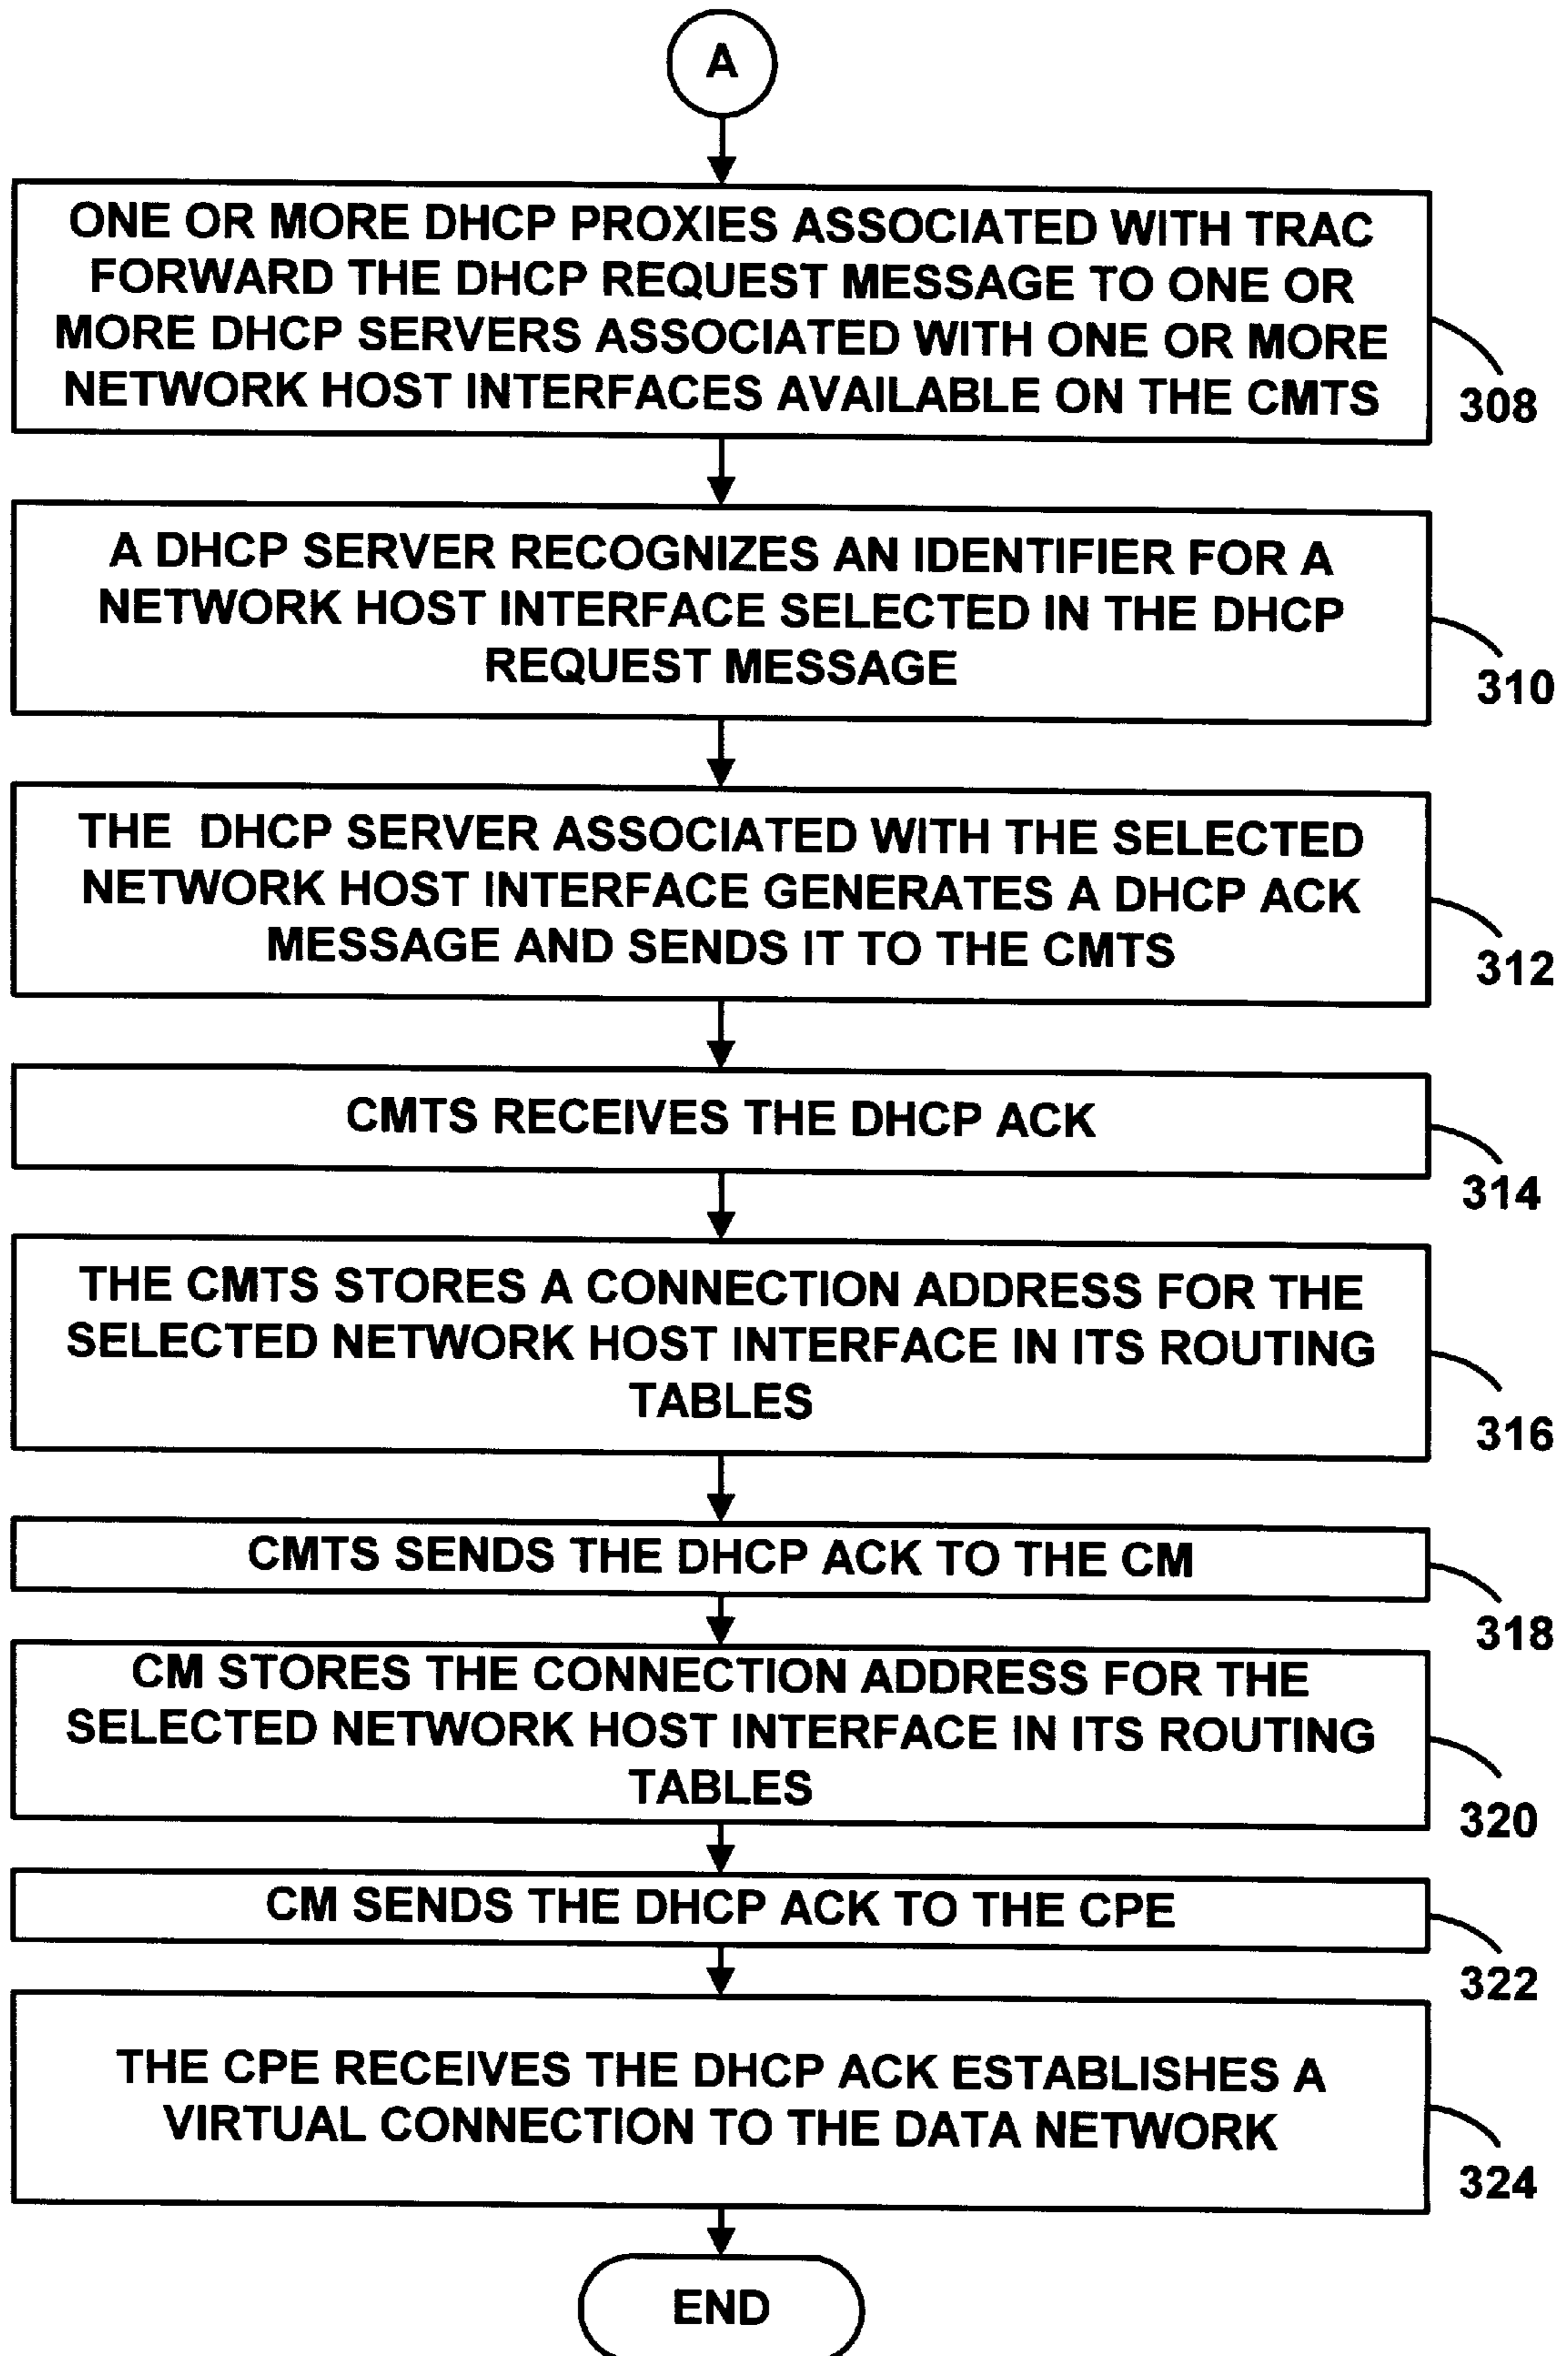 A
ONE OR MORE DHCP PROXIES ASSOCIATED WITH TRAC
FORWARD THE DHCP REQUEST MESSAGE TO ONE OR
MORE DHCP SERVERS ASSOCIATED WITH ONE OR MORE
NETWORK HOST INTERFACES AVAILABLE ON THE CMTS
308
A DHCP SERVER RECOGNIZES AN IDENTIFIER FOR A
NETWORK HOST INTERFACE SELECTED IN THE DHCP
REQUEST MESSAGE
310
THE DHCP SERVER ASSOCIATED WITH THE SELECTED
NETWORK HOST INTERFACE GENERATES A DHCP ACK
MESSAGE AND SENDS IT TO THE CMTS
312
CMTS RECEIVES THE DHCP ACK
314
THE CMTS STORES A CONNECTION ADDRESS FOR THE
SELECTED NETWORK HOST INTERFACE IN ITS ROUTING
TABLES
316
CMTS SENDS THE DHCP ACK TO THE CM
318
CM STORES THE CONNECTION ADDRESS FOR THE
SELECTED NETWORK HOST INTERFACE IN ITS ROUTING
TABLES
320
CM SENDS THE DHCP ACK TO THE CPE
322
THE CPE RECEIVES THE DHCP ACK ESTABLISHES A
VIRTUAL CONNECTION TO THE DATA NETWORK
324
END